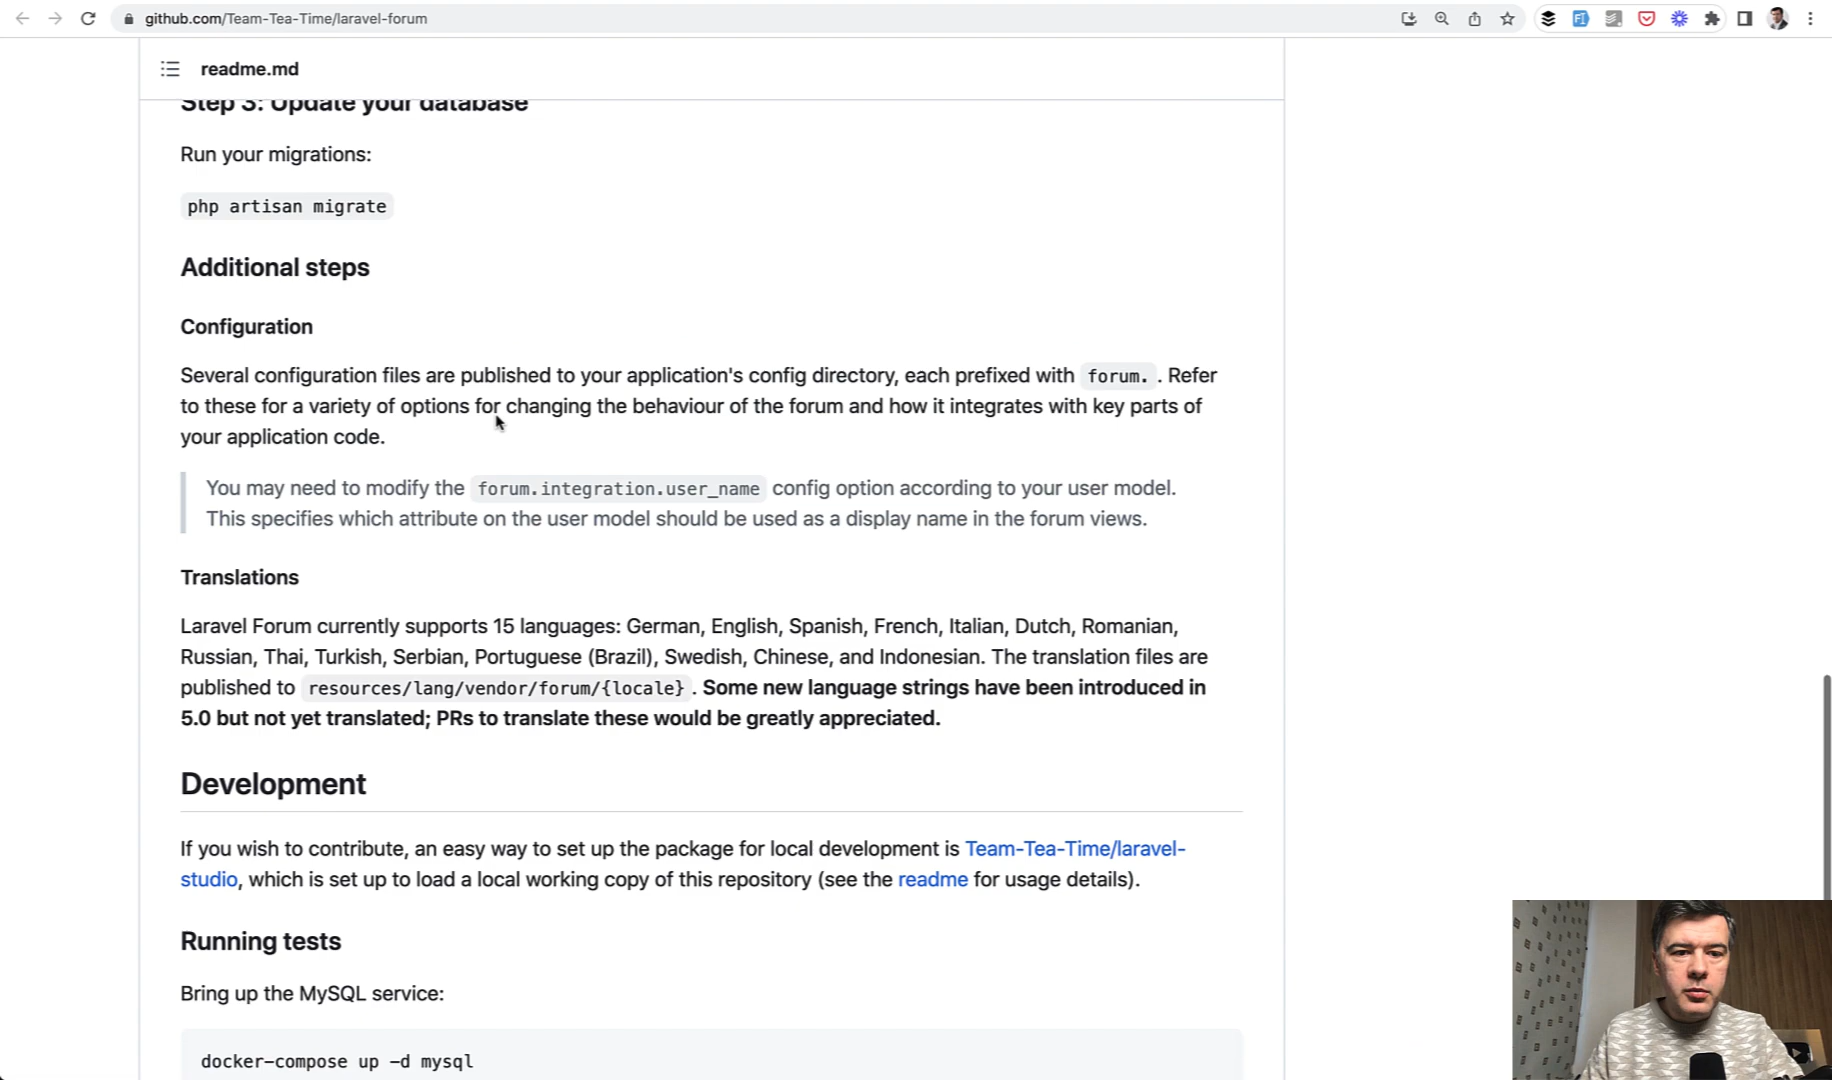 github.com/Team-Tea-Time/laravel-forum
readme.md
Step 3: Update your database
Run your migrations:
php artisan migrate
Additional steps
Configuration
Several configuration files are published to your application's config directory, each prefixed with forum. . Refer
to these for a variety of options for changing the behaviour of the forum and how it integrates with key parts of
your application code.
You may need to modify the forum.integration.user_name config option according to your user model.
This specifies which attribute on the user model should be used as a display name in the forum views.
Translations
Laravel Forum currently supports 15 languages: German, English, Spanish, French, Italian, Dutch, Romanian,
Russian, Thai, Turkish, Serbian, Portuguese (Brazil), Swedish, Chinese, and Indonesian. The translation files are
published to resources/lang/vendor/forum/{locale} . Some new language strings have been introduced in
5.0 but not yet translated; PRs to translate these would be greatly appreciated.
Development
If you wish to contribute, an easy way to set up the package for local development is Team-Tea-Time/laravel-
studio, which is set up to load a local working copy of this repository (see the readme for usage details).
Running tests
Bring up the MySQL service:
docker-compose up -d mysql